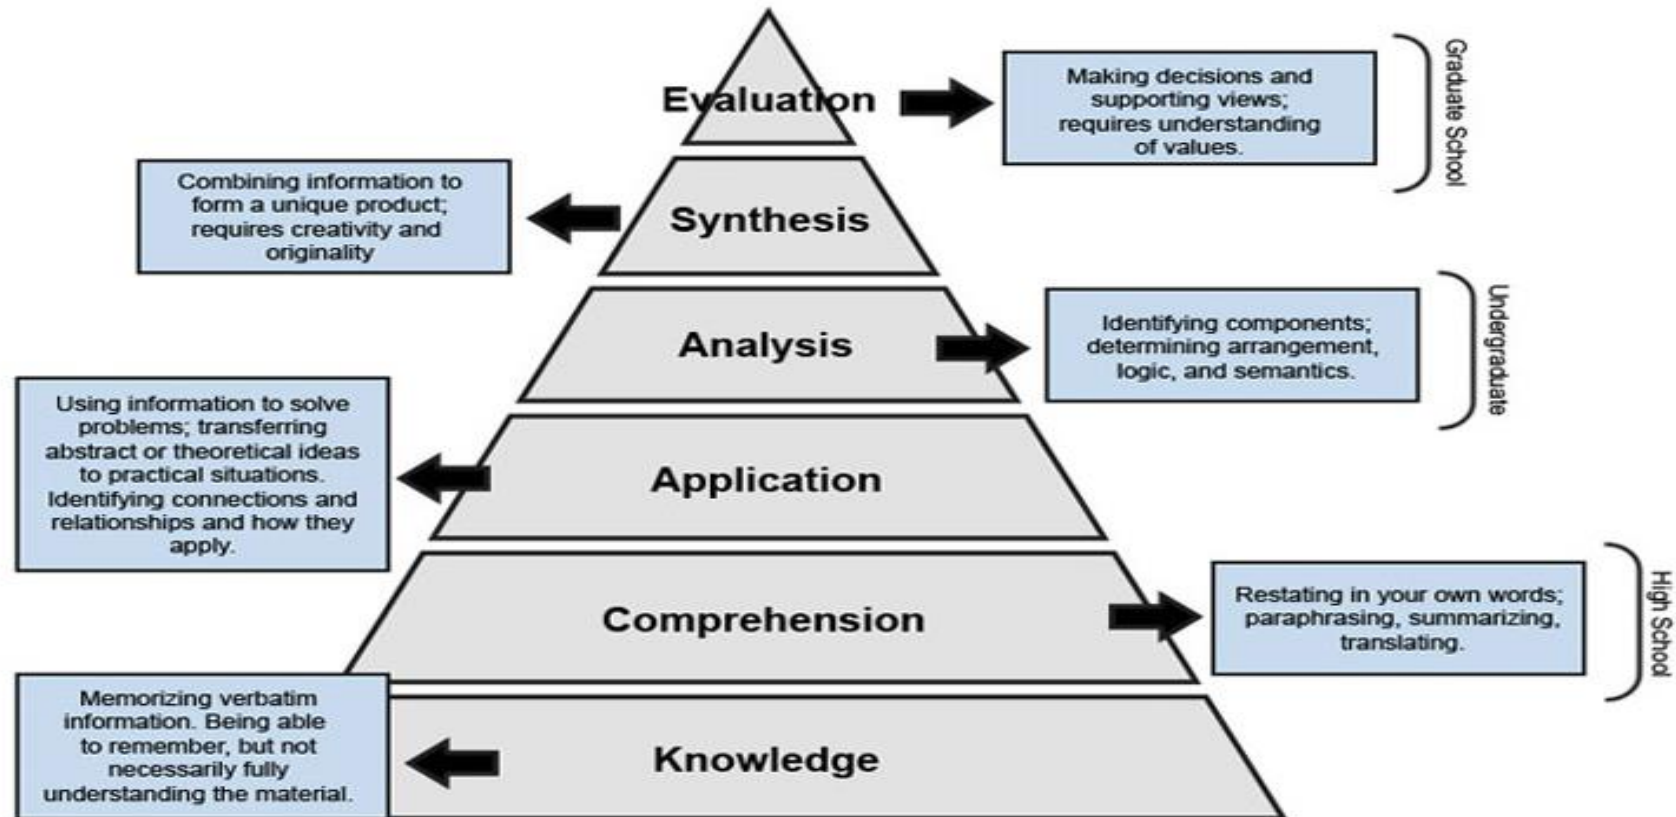 Evaluation
Making decisions and
supporting views;
requires understanding
of values.
Graduate School
Combining information to
form a unique product;
requires creativity and
originality
Synthesis
Analysis
Identifying components;
determining arrangement,
logic, and semantics.
Undergraduate
Using information to solve
problems; transferring
abstract or theoretical ideas
to practical situations.
Identifying connections and
relationships and how they
apply.
Application
Comprehension
Restating in your own words;
paraphrasing, summarizing,
translating.
High School
Memorizing verbatim
information. Being able
to remember, but not
necessarily fully
understanding the material.
Knowledge